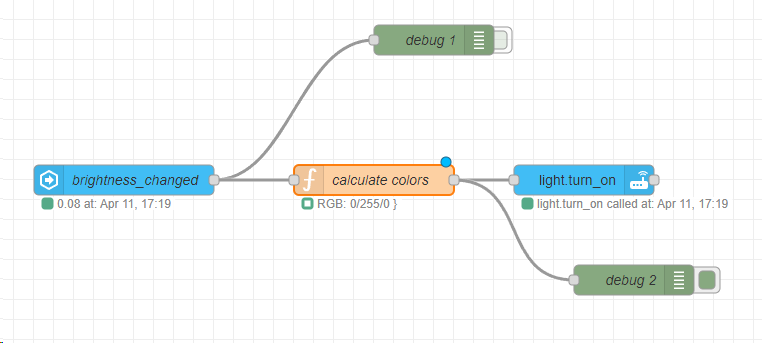 debug 1
brightness_changed
calculate colors
light.turn_on
0.08 at: Apr 11, 17:19
RGB: 0/255/0 }
light.turn_on called at: Apr 11, 17:19
debug 2